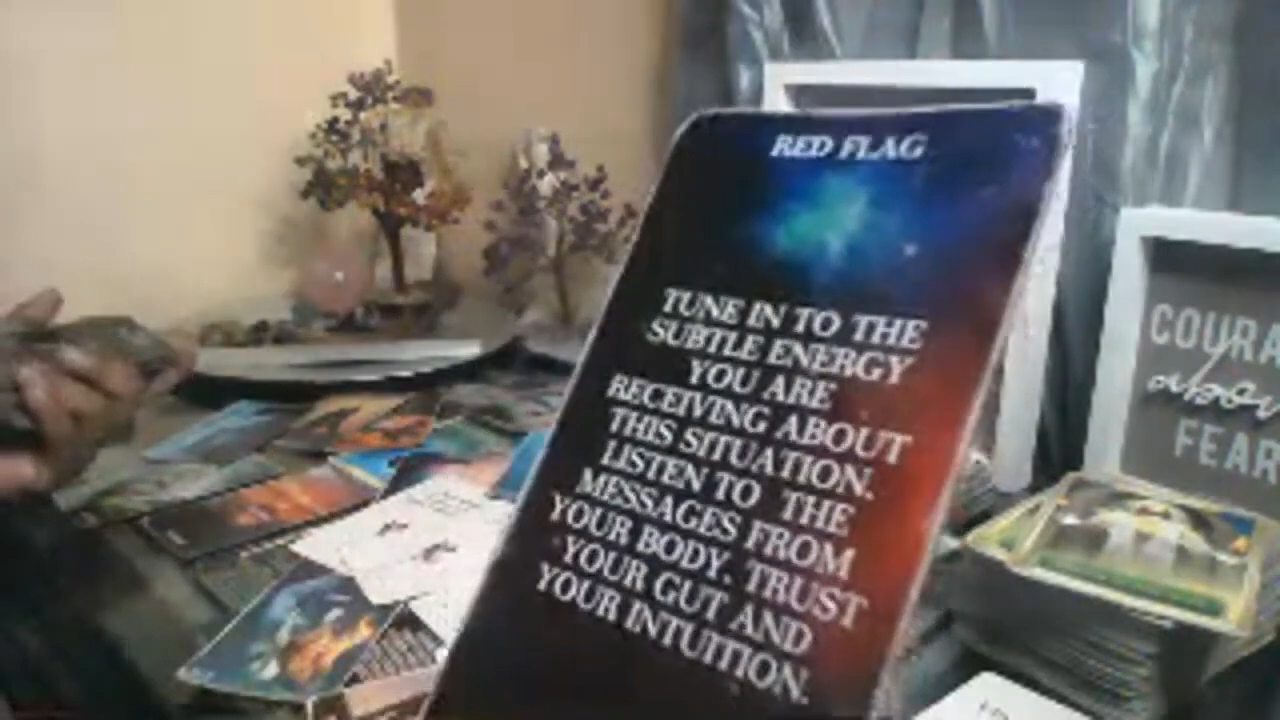 RED FLAG
TUNE IN TO THE
SUBTLE ENERGY
YOU ARE
RECEIVING ABOUT
THIS SITUATION.
LISTEN TO THE
MESSAGES FROM
YOUR BODY. TRUST
YOUR GUT AND
YOUR INTUITION.
FEAR